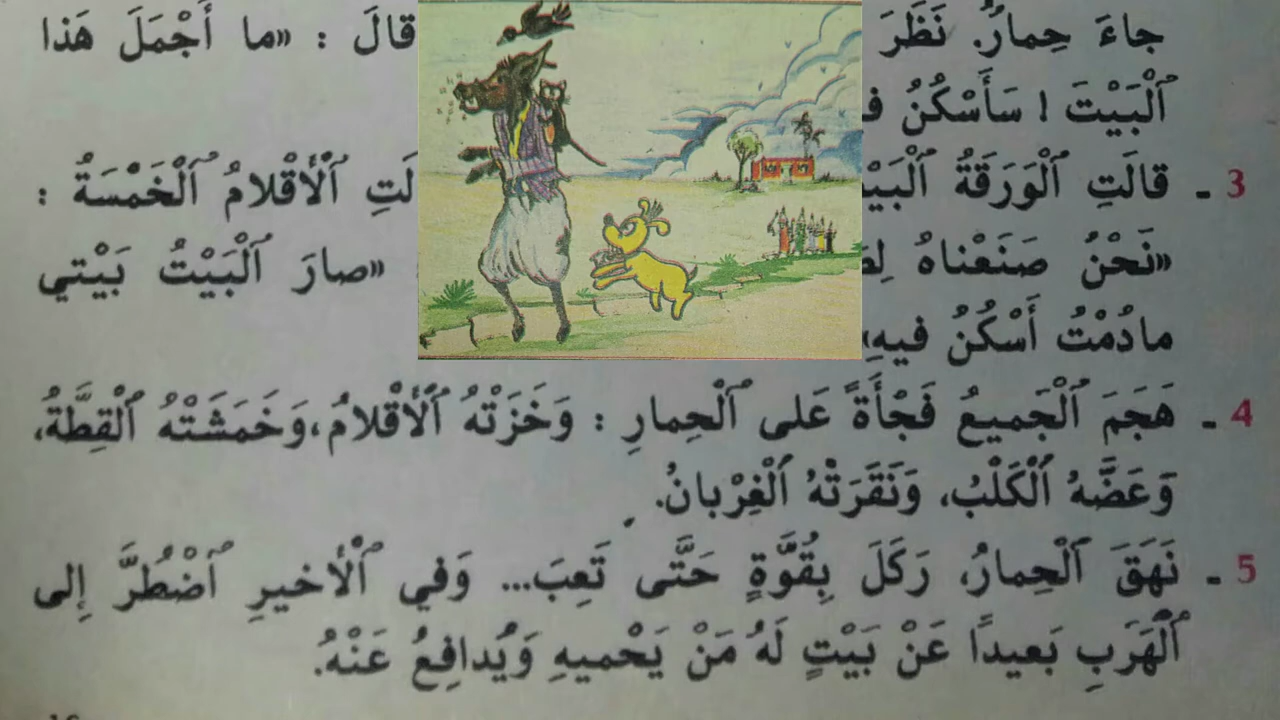 جاءَ حِمارٌ. نَظَرَ قالَ : «ما أَجْمَلَ هَذا
ٱلْبَيْتَ ! سَأَسْكُنُ
3 ـ قالَتِ ٱلْوَرَقَةُ ٱلْأَقْلامُ ٱلْخَمْسَةُ :
«نَحْنُ صَنَعْناهُ «صارَ ٱلْبَيْتُ بَيْتي
مادُمْتُ أَسْكُنُ فيهِ
4 ـ هَجَمَ ٱلْجَميعُ فَجْأَةً عَلى ٱلْحِمارِ : وَخَزَتْهُ ٱلْأَقْلامُ، وَخَمَشَتْهُ ٱلْقِطَّةُ،
وَعَضَّهُ ٱلْكَلْبُ، وَنَقَرَتْهُ ٱلْغِرْبانُ.
5 ـ نَهَقَ ٱلْحِمارُ، رَكَلَ بِقُوَّةٍ حَتَّى تَعِبَ... وَفي ٱلْأَخيرِ ٱضْطُرَّ إِلى
ٱلْهَرَبِ بَعيدًا عَنْ بَيْتٍ لَهُ مَنْ يَحْميهِ وَيُدافِعُ عَنْهُ.